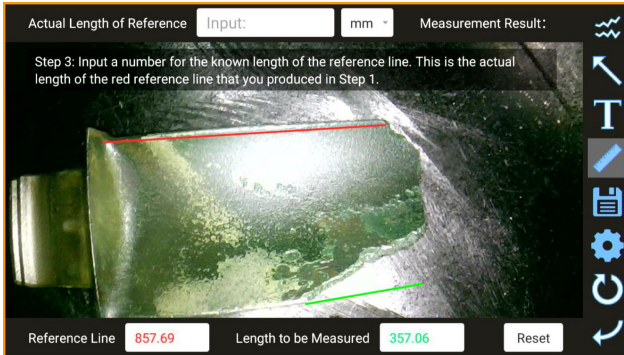 Actual Length of Reference Input: mm Measurement Result:
Step 3: Input a number for the known length of the reference line. This is the actual
length of the red reference line that you produced in Step 1.
T
Reference Line 857.69 Length to be Measured 357.06 Reset